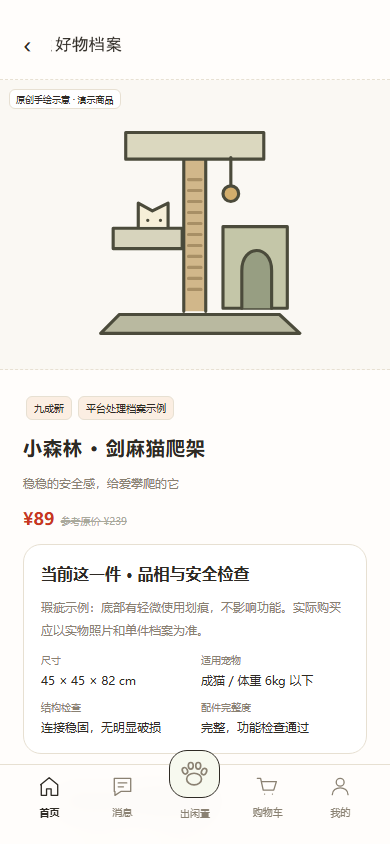 好物档案
原创手绘示意 · 演示商品
九成新
平台处理档案示例
小森林 · 剑麻猫爬架
稳稳的安全感，给爱攀爬的它
¥89 参考原价 ¥239
当前这一件 · 品相与安全检查
瑕疵示例：底部有轻微使用划痕，不影响功能。实际购买
应以实物照片和单件档案为准。
尺寸
适用宠物
45 × 45 × 82 cm
成猫 / 体重 6kg 以下
结构检查
配件完整度
连接稳固，无明显破损
完整，功能检查通过
首页
消息
出闲置
购物车
我的